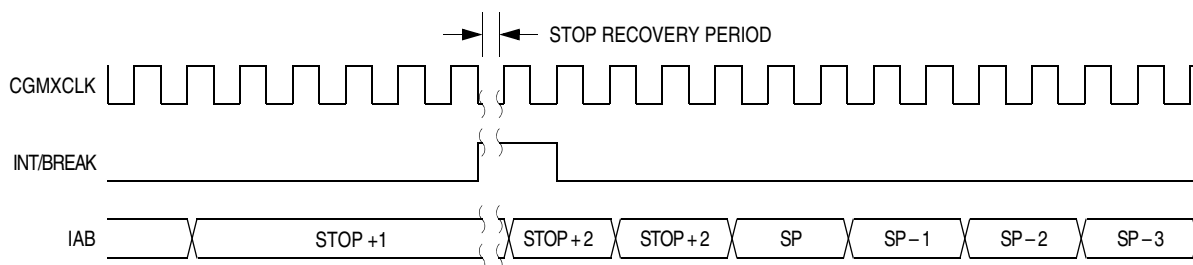 STOP RECOVERY PERIOD
CGMXCLK
INT/BREAK
IAB STOP +1 STOP + 2 STOP + 2 SP SP – 1 SP – 2 SP – 3